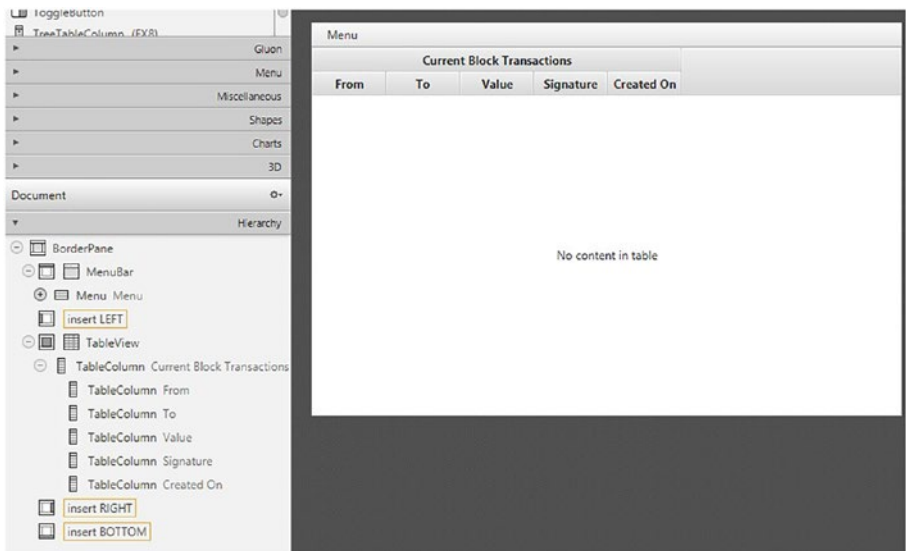 ToggleButton
TreeTableColumn (FX8)
Gluon
Menu
Miscellaneous
Shapes
Charts
3D
Document
Hierarchy
BorderPane
MenuBar
Menu Menu
insert LEFT
TableView
TableColumn Current Block Transactions
TableColumn From
TableColumn To
TableColumn Value
TableColumn Signature
TableColumn Created On
insert RIGHT
insert BOTTOM
Menu
Current Block Transactions
From To Value Signature Created On
No content in table